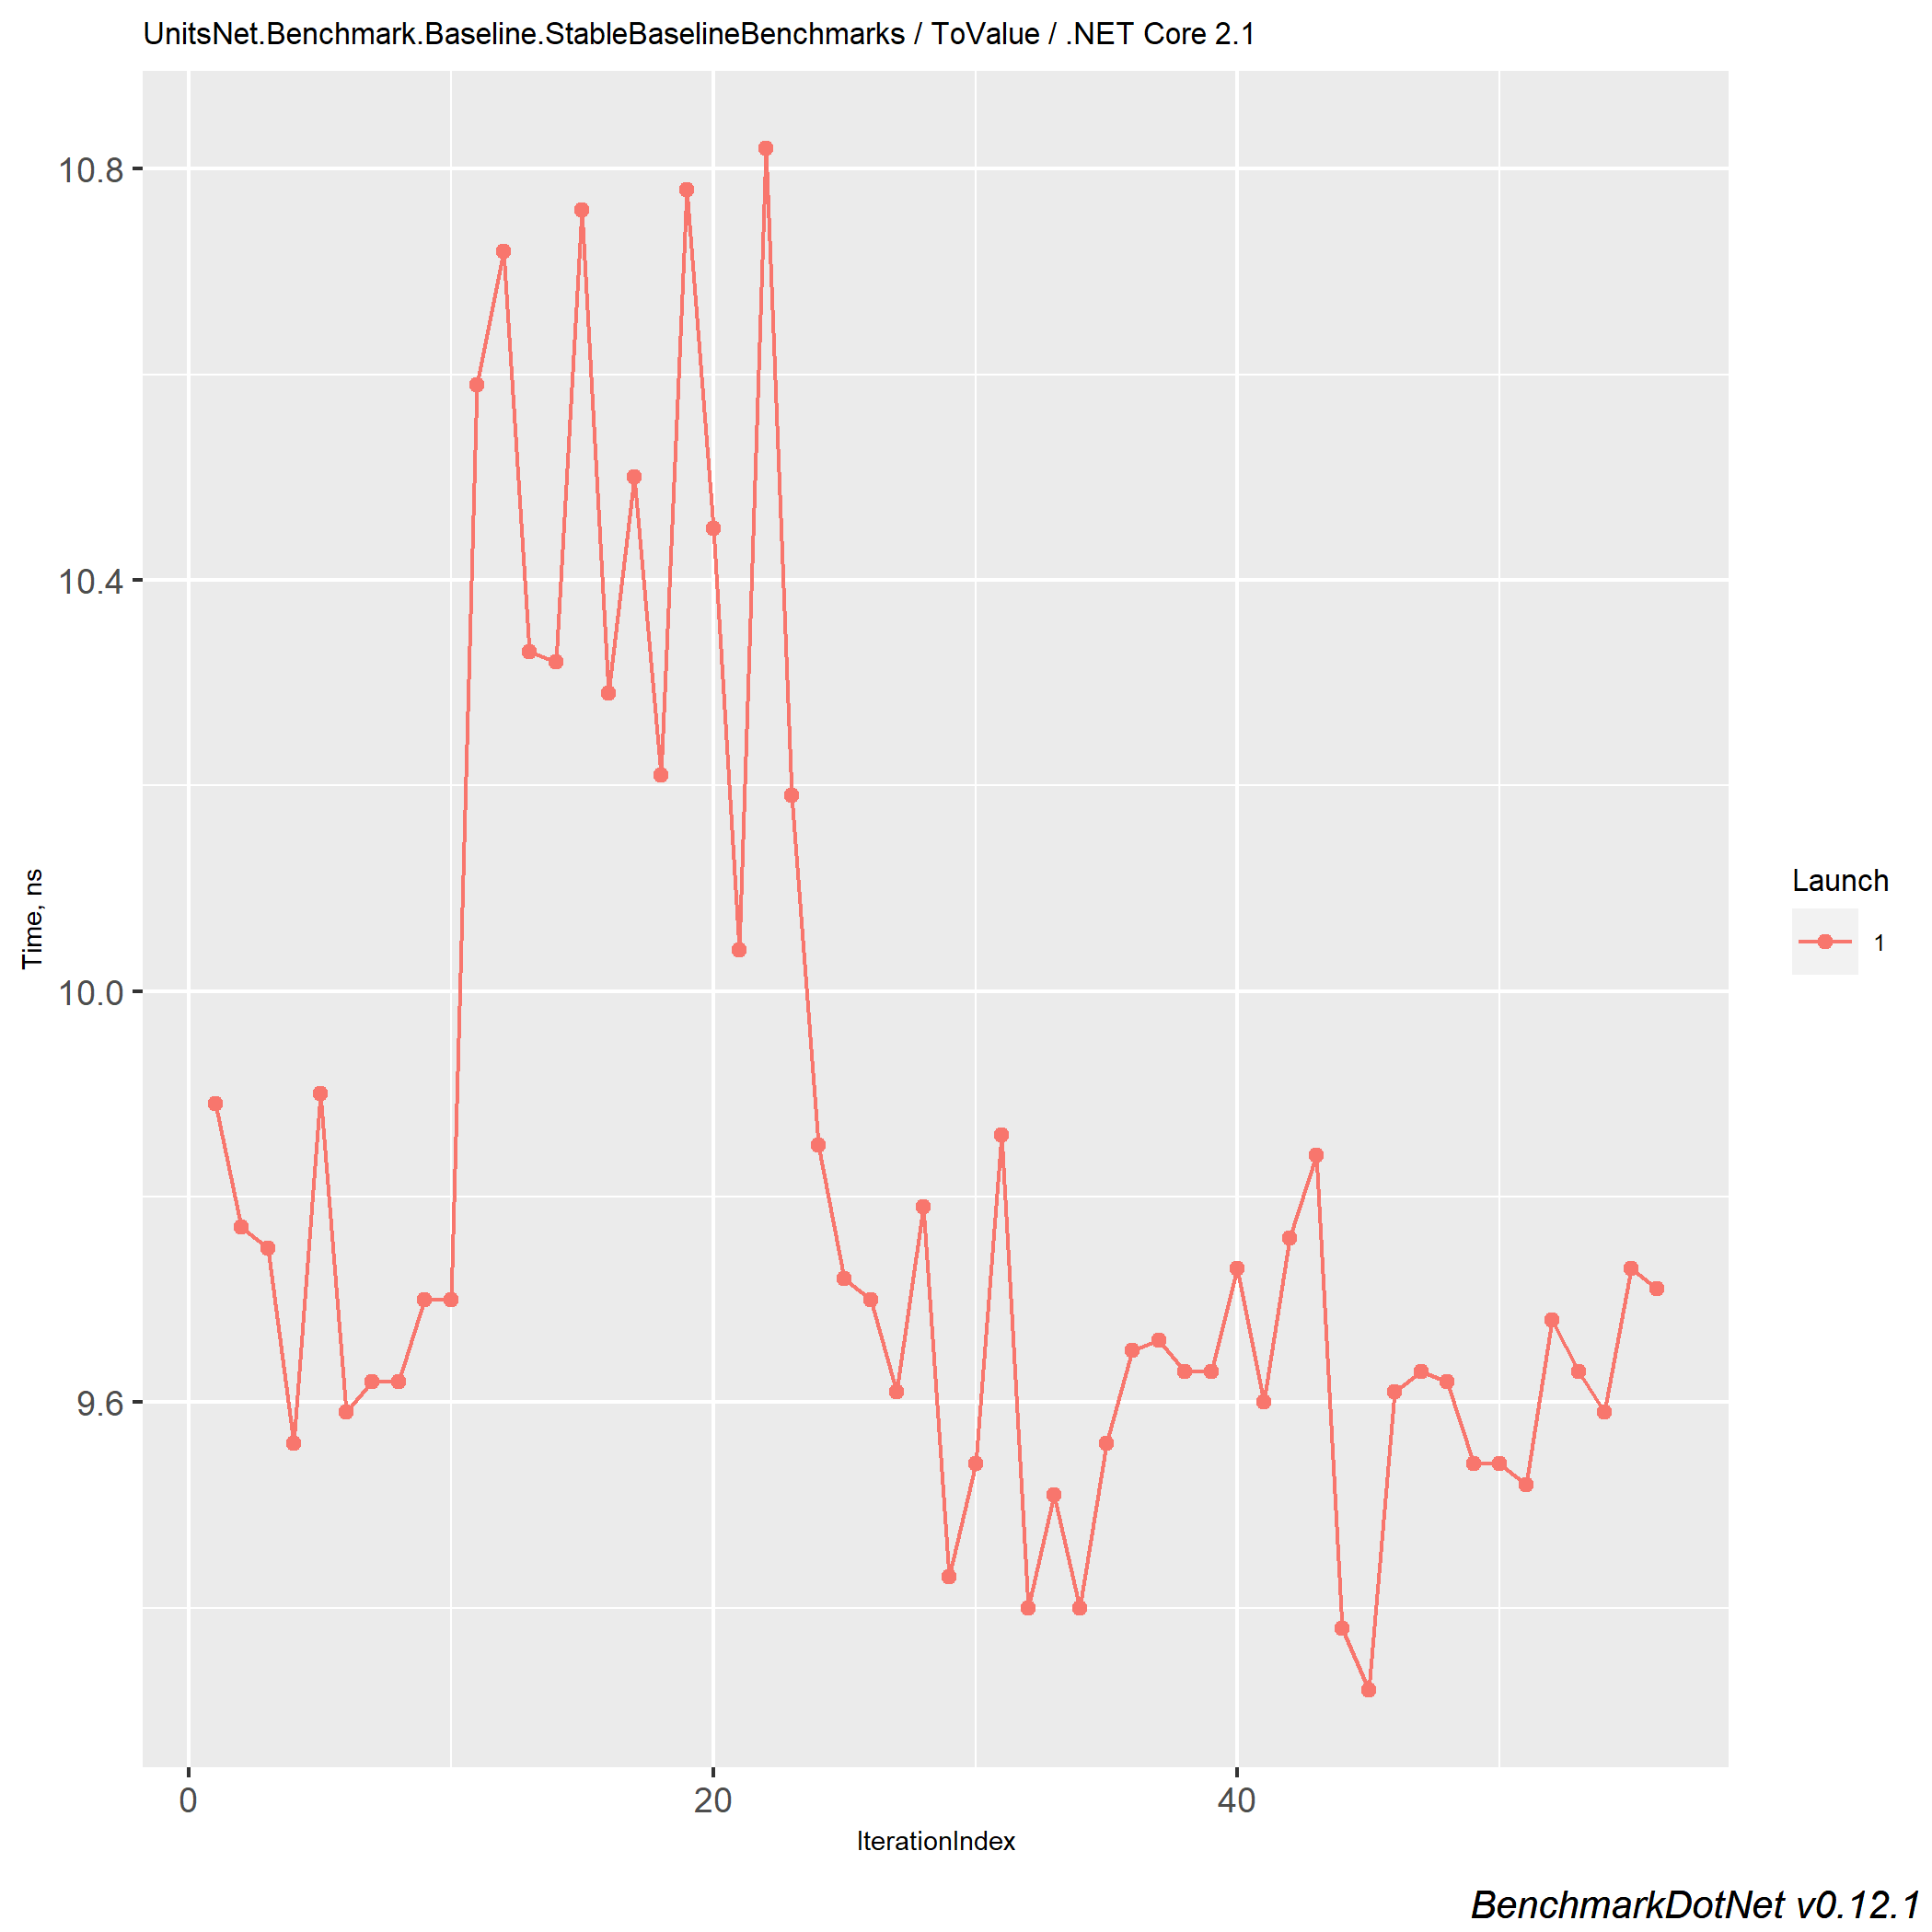 UnitsNet.Benchmark.Baseline.StableBaselineBenchmarks / ToValue / .NET Core 2.1
10.8
10.4
10.0
9.6
Time, ns
0 20 40
IterationIndex
Launch
1
BenchmarkDotNet v0.12.1